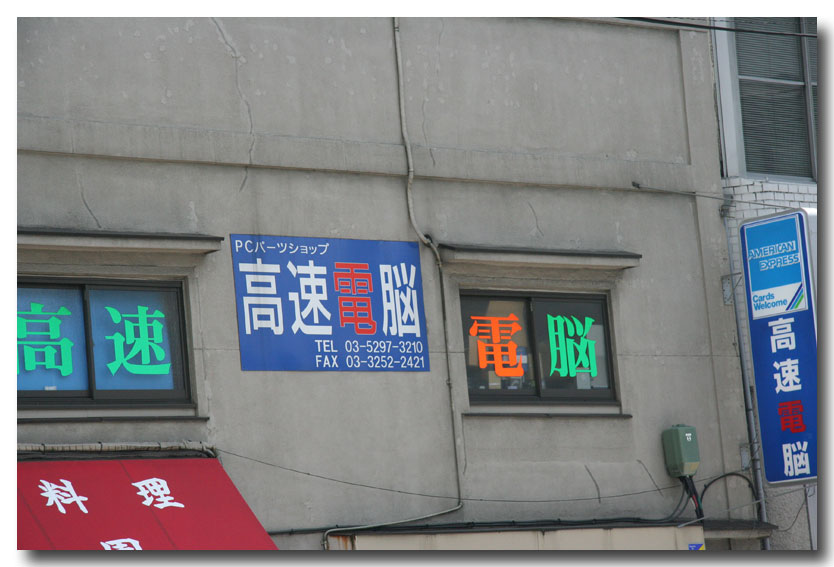 PCパーツショップ
高速電脳
TEL 03-5297-3210
FAX 03-3252-2421
高速
電脳
AMERICAN
EXPRESS
Cards
Welcome
高速電脳
料理
園